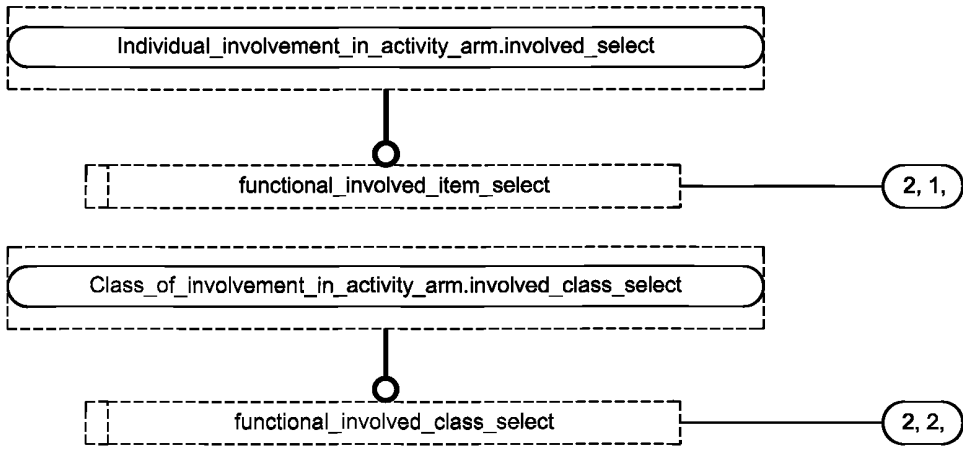 Individual_involvement_in_activity_arm.involved_select
functional_involved_item_select
2, 1,
Class_of_involvement_in_activity_arm.involved_class_select
functional_involved_class_select
2, 2,